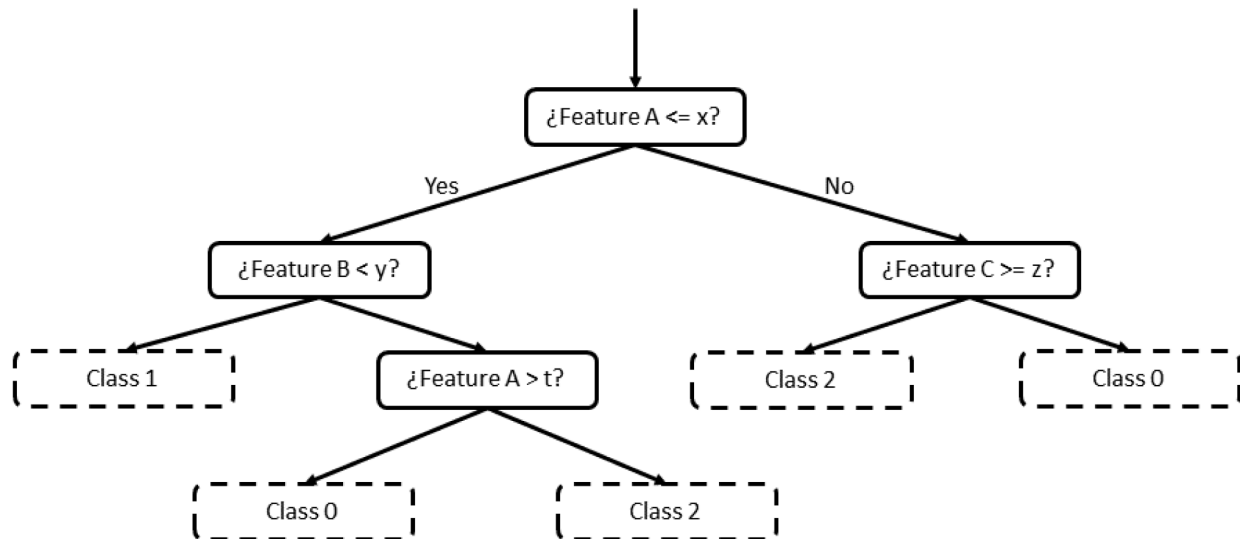 ¿Feature A <= x?
Yes
No
¿Feature B < y?
¿Feature C >= z?
Class 1
¿Feature A > t?
Class 2
Class 0
Class 0
Class 2